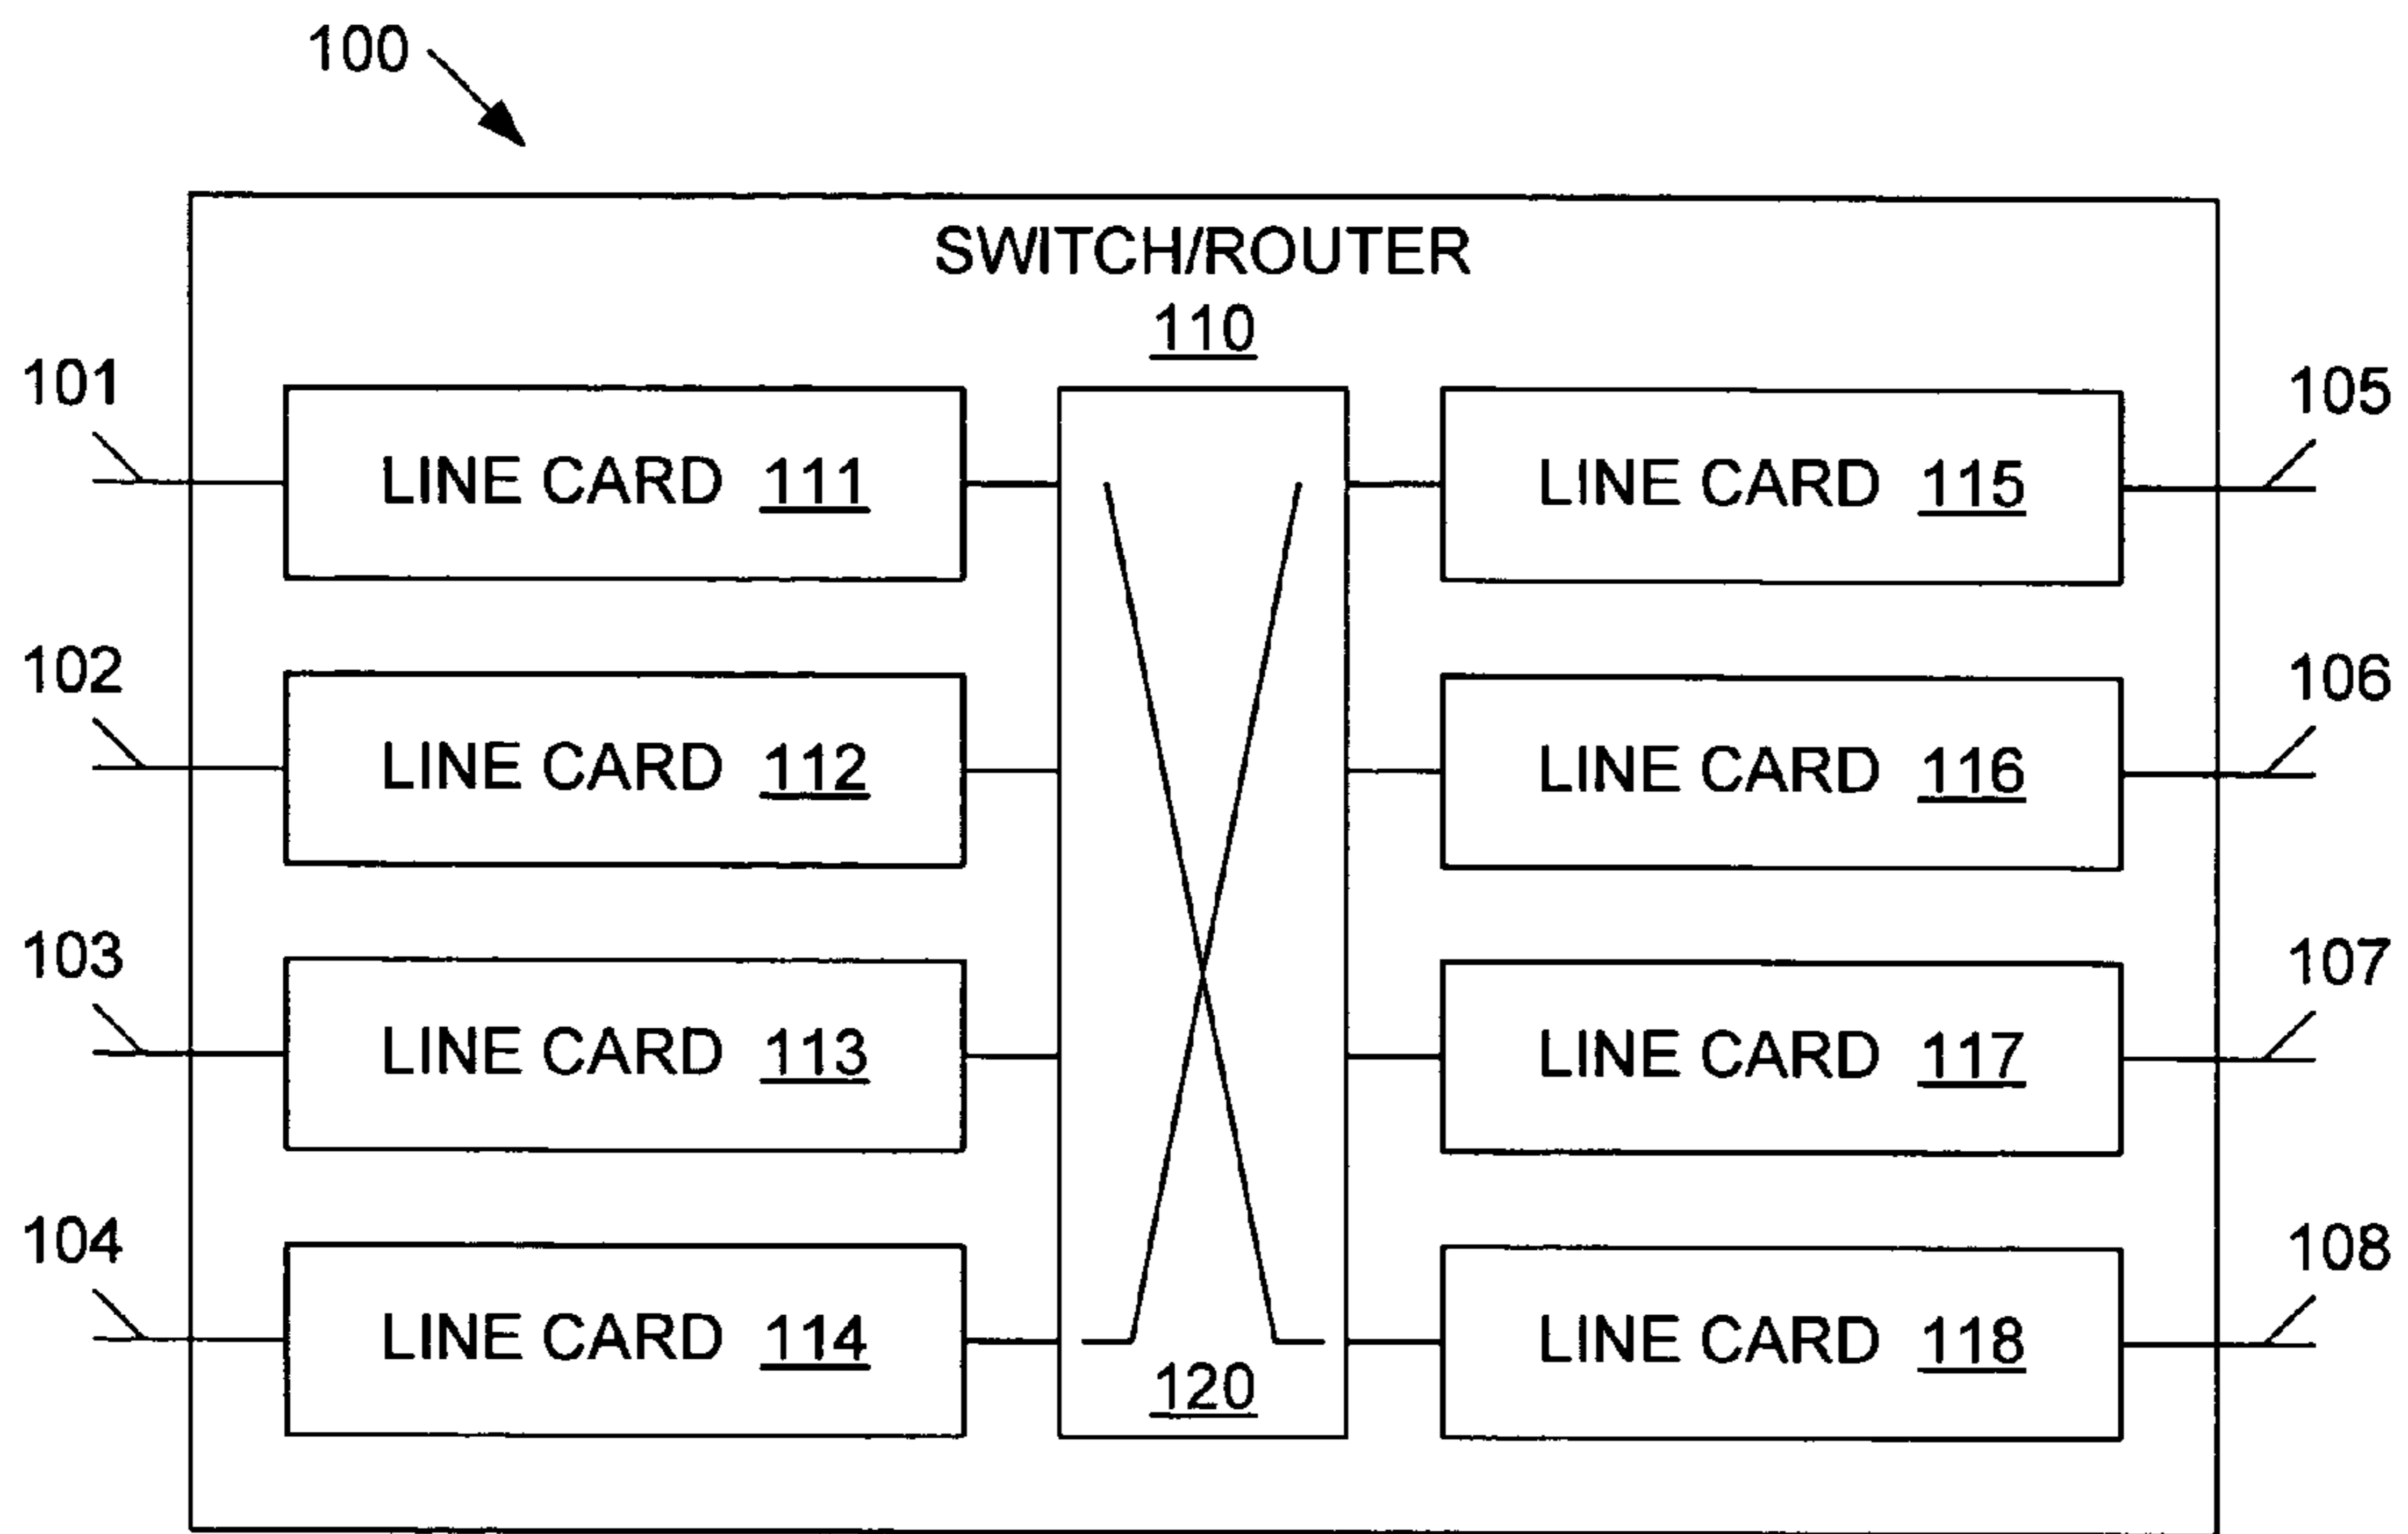 100
SWITCH/ROUTER
110
101
LINE CARD 111
LINE CARD 115
105
102
LINE CARD 112
LINE CARD 116
106
103
LINE CARD 113
LINE CARD 117
107
104
LINE CARD 114
LINE CARD 118
108
120